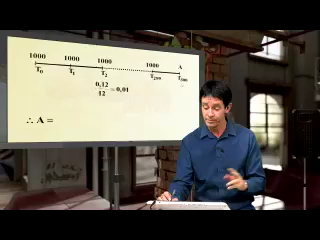 1000 1000 1000 1000 A
T0 T1 T2 T299 T300
0,12
12
= 0,01
∴ A =